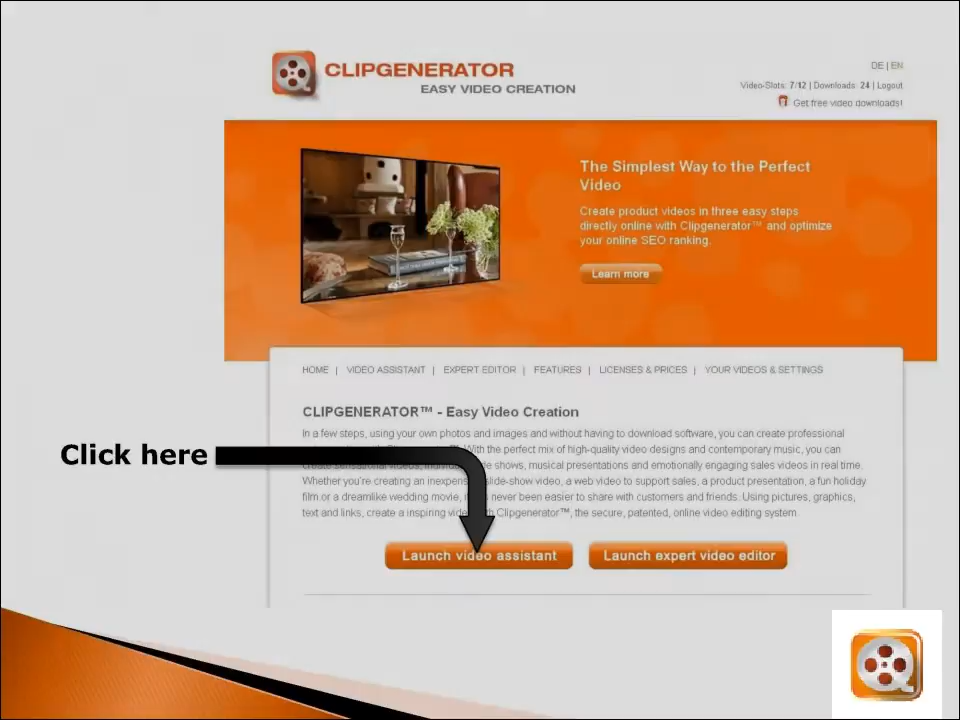 CLIPGENERATOR
EASY VIDEO CREATION
DE | EN
Video-Slots: 7/12 | Downloads: 24 | Logout
Get free video downloads!
The Simplest Way to the Perfect
Video
Create product videos in three easy steps
directly online with Clipgenerator™ and optimize
your online SEO ranking.
Learn more
HOME | VIDEO ASSISTANT | EXPERT EDITOR | FEATURES | LICENSES & PRICES | YOUR VIDEOS & SETTINGS
CLIPGENERATOR™ - Easy Video Creation
In a few steps, using your own photos and images and without having to download software, you can create professional
With the perfect mix of high-quality video designs and contemporary music, you can
Click here
create sensational videos, shows, musical presentations and emotionally engaging sales videos in real time.
Whether you're creating an slide-show video, a web video to support sales, a product presentation, a fun holiday
film or a dreamlike wedding movie, never been easier to share with customers and friends. Using pictures, graphics,
text and links, create a inspiring Clipgenerator™, the secure, patented, online video editing system.
Launch video assistant
Launch expert video editor